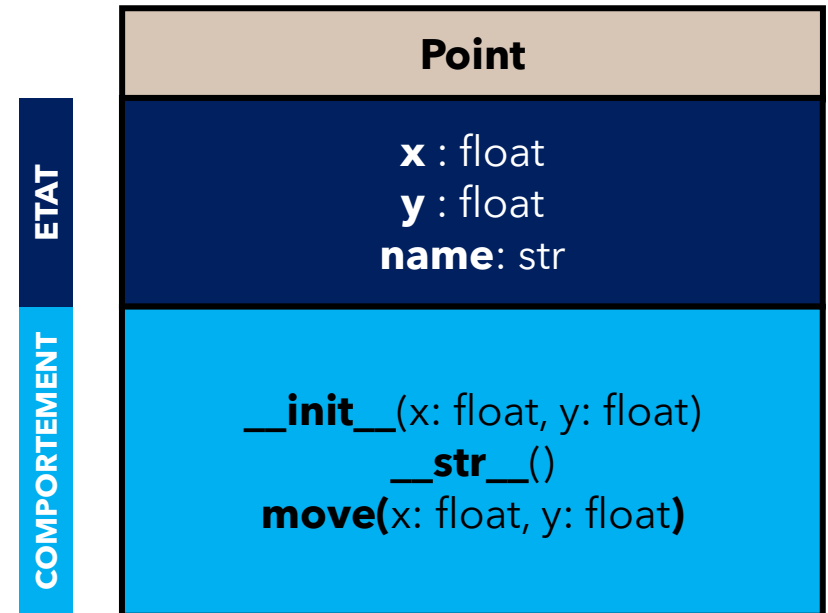 Point
ETAT
x : float
y : float
name: str
COMPORTEMENT
__init__(x: float, y: float)
__str__()
move(x: float, y: float)